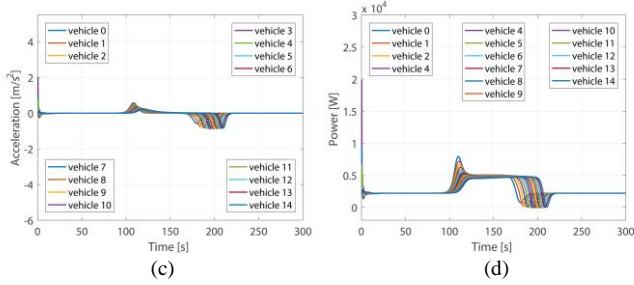 × 10⁴
4
2
0
-2
-4
-6
Acceleration [m/s²]
0 50 100 150 200 250 300
Time [s]
vehicle 0
vehicle 1
vehicle 2
vehicle 3
vehicle 4
vehicle 5
vehicle 6
vehicle 7
vehicle 8
vehicle 9
vehicle 10
vehicle 11
vehicle 12
vehicle 13
vehicle 14
(c)
3
2.5
2
1.5
1
0.5
0
Power [W]
0 50 100 150 200 250 300
Time [s]
vehicle 0
vehicle 1
vehicle 2
vehicle 4
vehicle 4
vehicle 5
vehicle 6
vehicle 7
vehicle 8
vehicle 9
vehicle 10
vehicle 11
vehicle 12
vehicle 13
vehicle 14
(d)